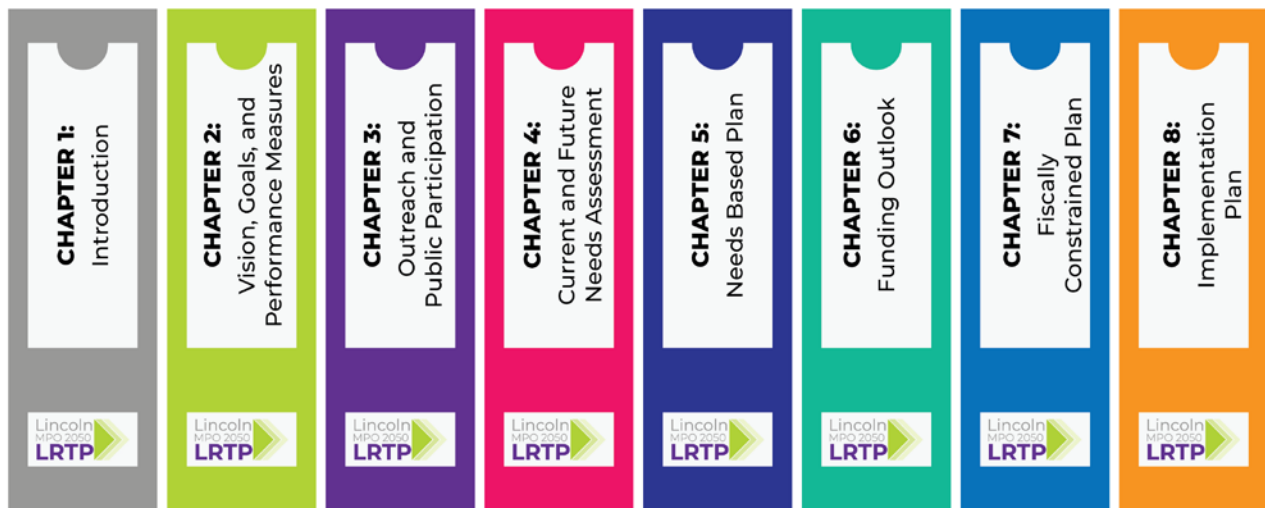 CHAPTER 1:
Introduction
Lincoln
MPO 2050
LRTP
CHAPTER 2:
Vision, Goals, and
Performance Measures
Lincoln
MPO 2050
LRTP
CHAPTER 3:
Outreach and
Public Participation
Lincoln
MPO 2050
LRTP
CHAPTER 4:
Current and Future
Needs Assessment
Lincoln
MPO 2050
LRTP
CHAPTER 5:
Needs Based Plan
Lincoln
MPO 2050
LRTP
CHAPTER 6:
Funding Outlook
Lincoln
MPO 2050
LRTP
CHAPTER 7:
Fiscally
Constrained Plan
Lincoln
MPO 2050
LRTP
CHAPTER 8:
Implementation
Plan
Lincoln
MPO 2050
LRTP